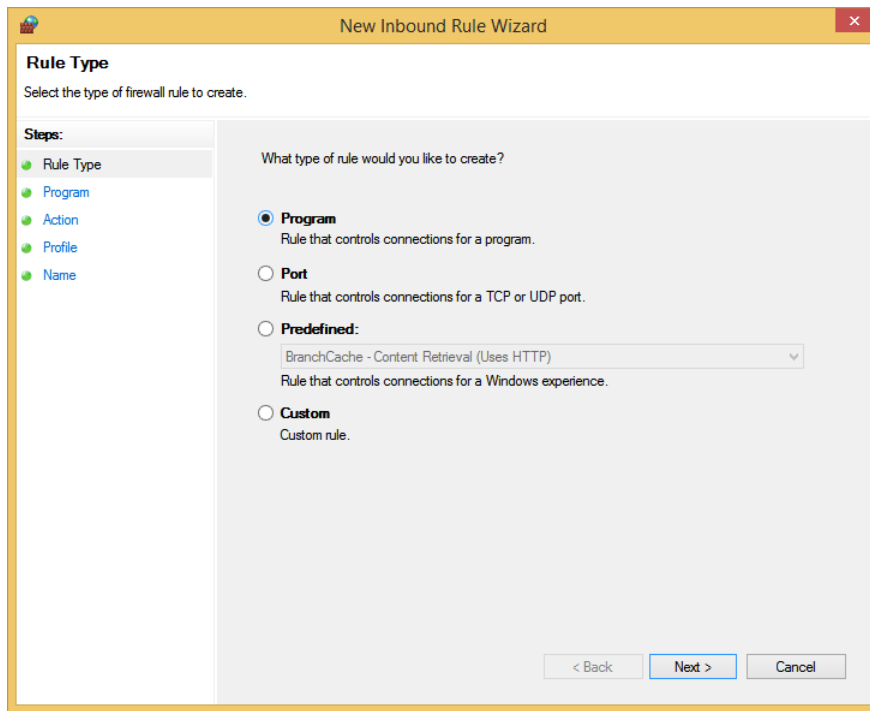 New Inbound Rule Wizard
Rule Type
Select the type of firewall rule to create.
Steps:
Rule Type
Program
Action
Profile
Name
What type of rule would you like to create?
Program
Rule that controls connections for a program.
Port
Rule that controls connections for a TCP or UDP port.
Predefined:
BranchCache - Content Retrieval (Uses HTTP)
Rule that controls connections for a Windows experience.
Custom
Custom rule.
< Back Next > Cancel